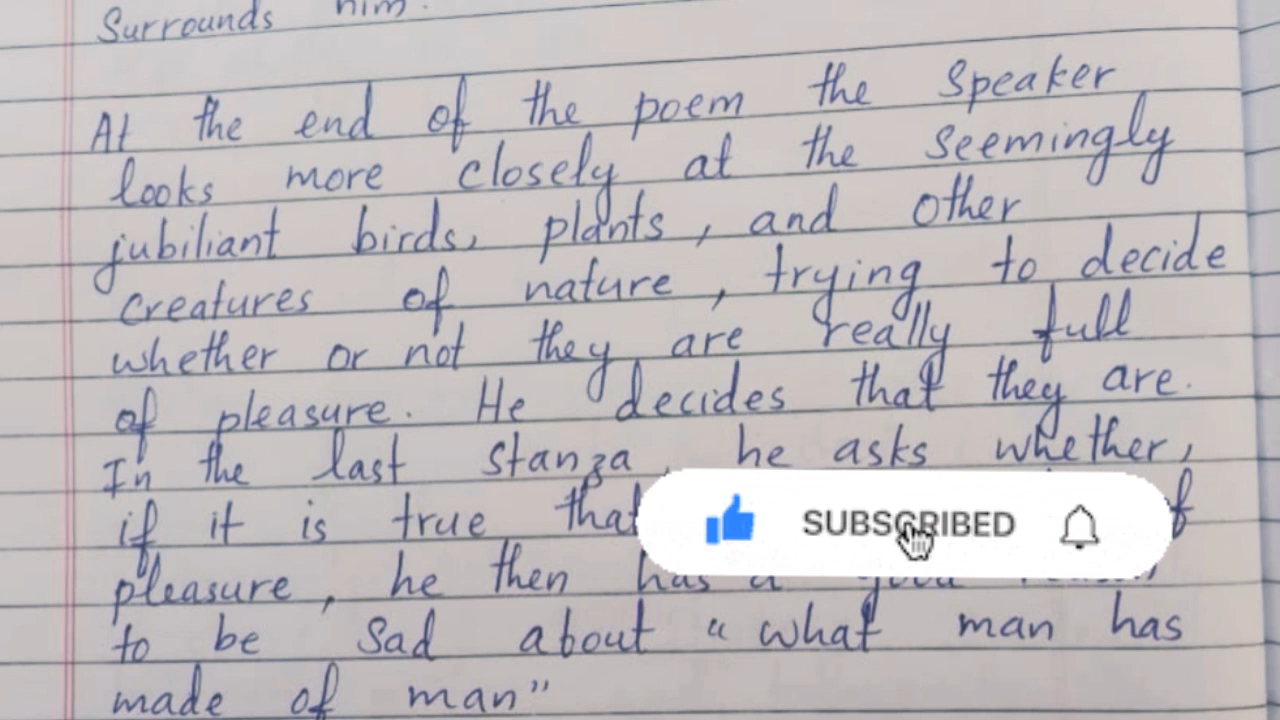 Surrounds him.
At the end of the poem the Speaker
looks more closely at the seemingly
jubiliant birds, plants, and other
creatures of nature, trying to decide
whether or not they are really full
of pleasure. He decides that they are.
In the last stanza, he asks whether,
if it is true that
SUBSCRIBED
pleasure, he then has a good
to be sad about "what man has
made of man"